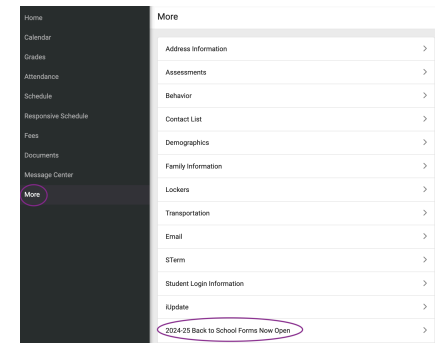 Home
Calendar
Grades
Attendance
Schedule
Responsive Schedule
Fees
Documents
Message Center
More
More
Address Information
Assessments
Behavior
Contact List
Demographics
Family Information
Lockers
Transportation
Email
STerm
Student Login Information
iUpdate
2024-25 Back to School Forms Now Open